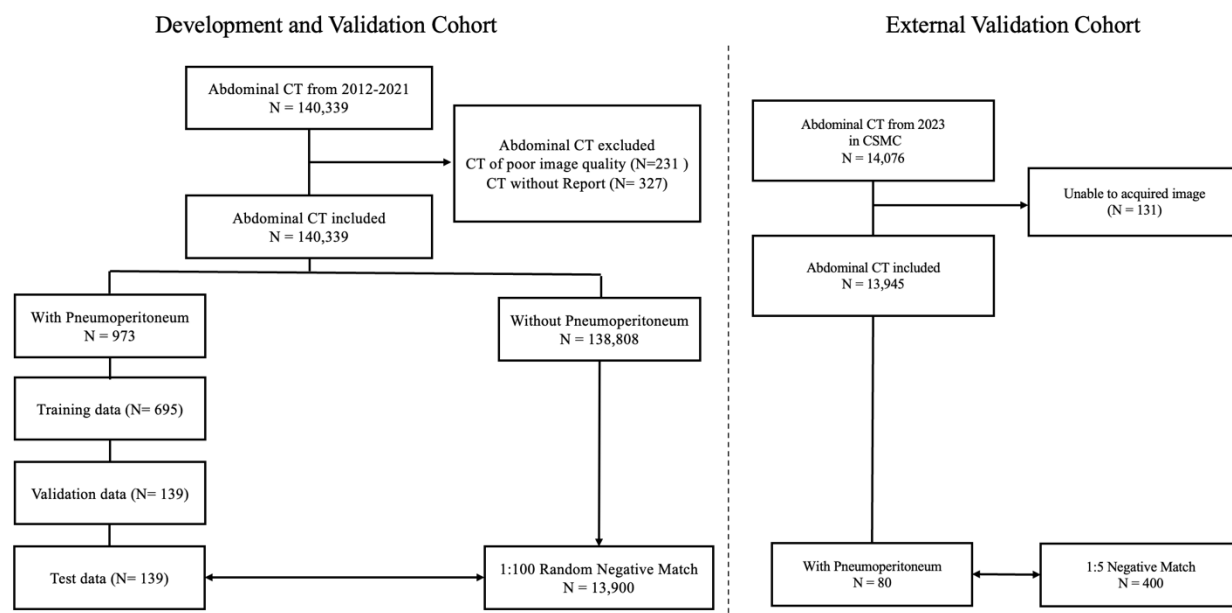 Development and Validation Cohort
Abdominal CT from 2012-2021
N = 140,339
Abdominal CT excluded
CT of poor image quality (N=231 )
CT without Report (N= 327)
Abdominal CT included
N = 140,339
With Pneumoperitoneum
N = 973
Without Pneumoperitoneum
N = 138,808
Training data (N= 695)
Validation data (N= 139)
Test data (N= 139)
1:100 Random Negative Match
N = 13,900
External Validation Cohort
Abdominal CT from 2023
in CSMC
N = 14,076
Unable to acquired image
(N = 131)
Abdominal CT included
N = 13,945
With Pneumoperitoneum
N = 80
1:5 Negative Match
N = 400